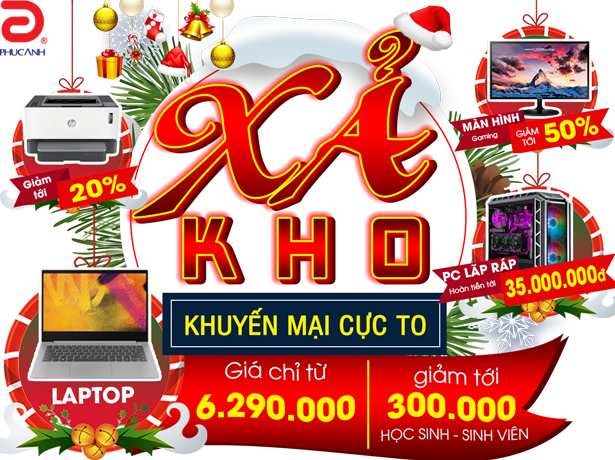 PHUCANH
XẢ
KHO
KHUYẾN MẠI CỰC TO
Giảm
tới
20%
MÀN HÌNH
Gaming
GIẢM
TỚI
50%
PC LẮP RÁP
Hoàn tiền tới
35.000.000đ
LAPTOP
Giá chỉ từ
6.290.000
giảm tới
300.000
HỌC SINH - SINH VIÊN
hp